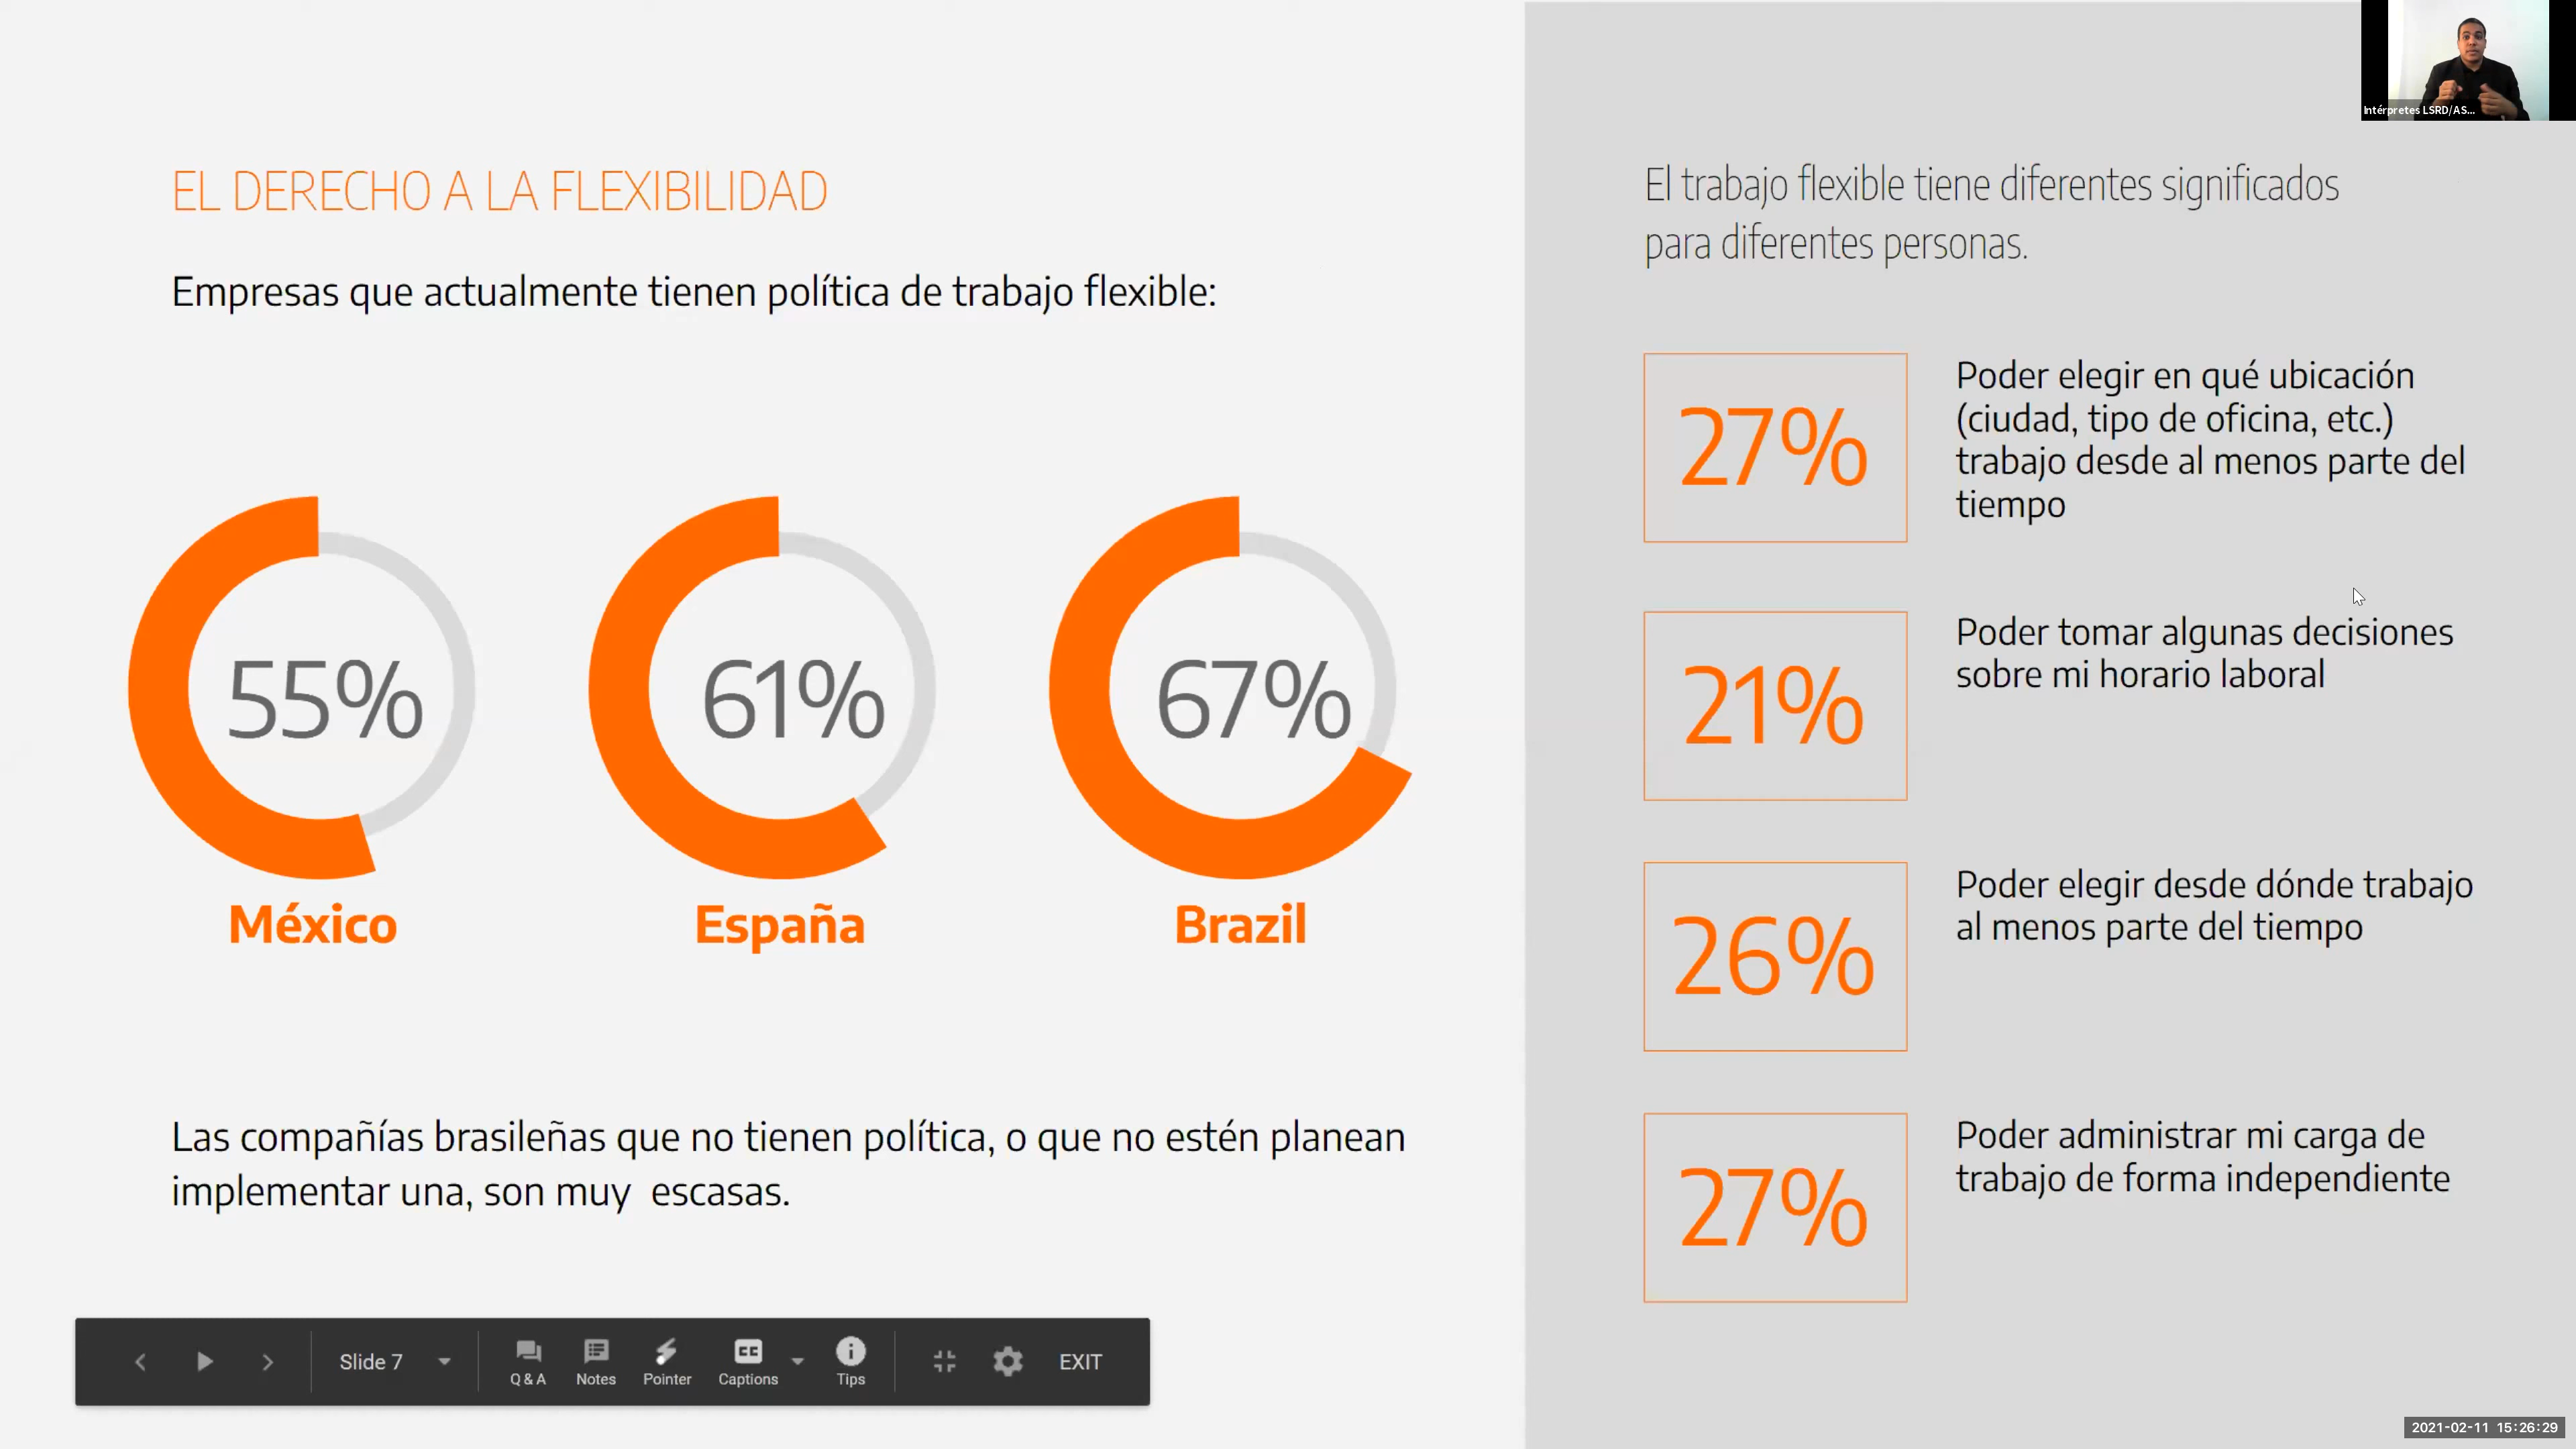 Intérpretes LSRD/AS...
EL DERECHO A LA FLEXIBILIDAD
Empresas que actualmente tienen política de trabajo flexible:
55%
61%
67%
México
España
Brazil
Las compañías brasileñas que no tienen política, o que no estén planean
implementar una, son muy  escasas.
El trabajo flexible tiene diferentes significados
para diferentes personas.
27%
Poder elegir en qué ubicación
(ciudad, tipo de oficina, etc.)
trabajo desde al menos parte del
tiempo
21%
Poder tomar algunas decisiones
sobre mi horario laboral
26%
Poder elegir desde dónde trabajo
al menos parte del tiempo
27%
Poder administrar mi carga de
trabajo de forma independiente
Slide 7
Q & A
Notes
Pointer
CC
Captions
Tips
EXIT
2021-02-11 15:26:29